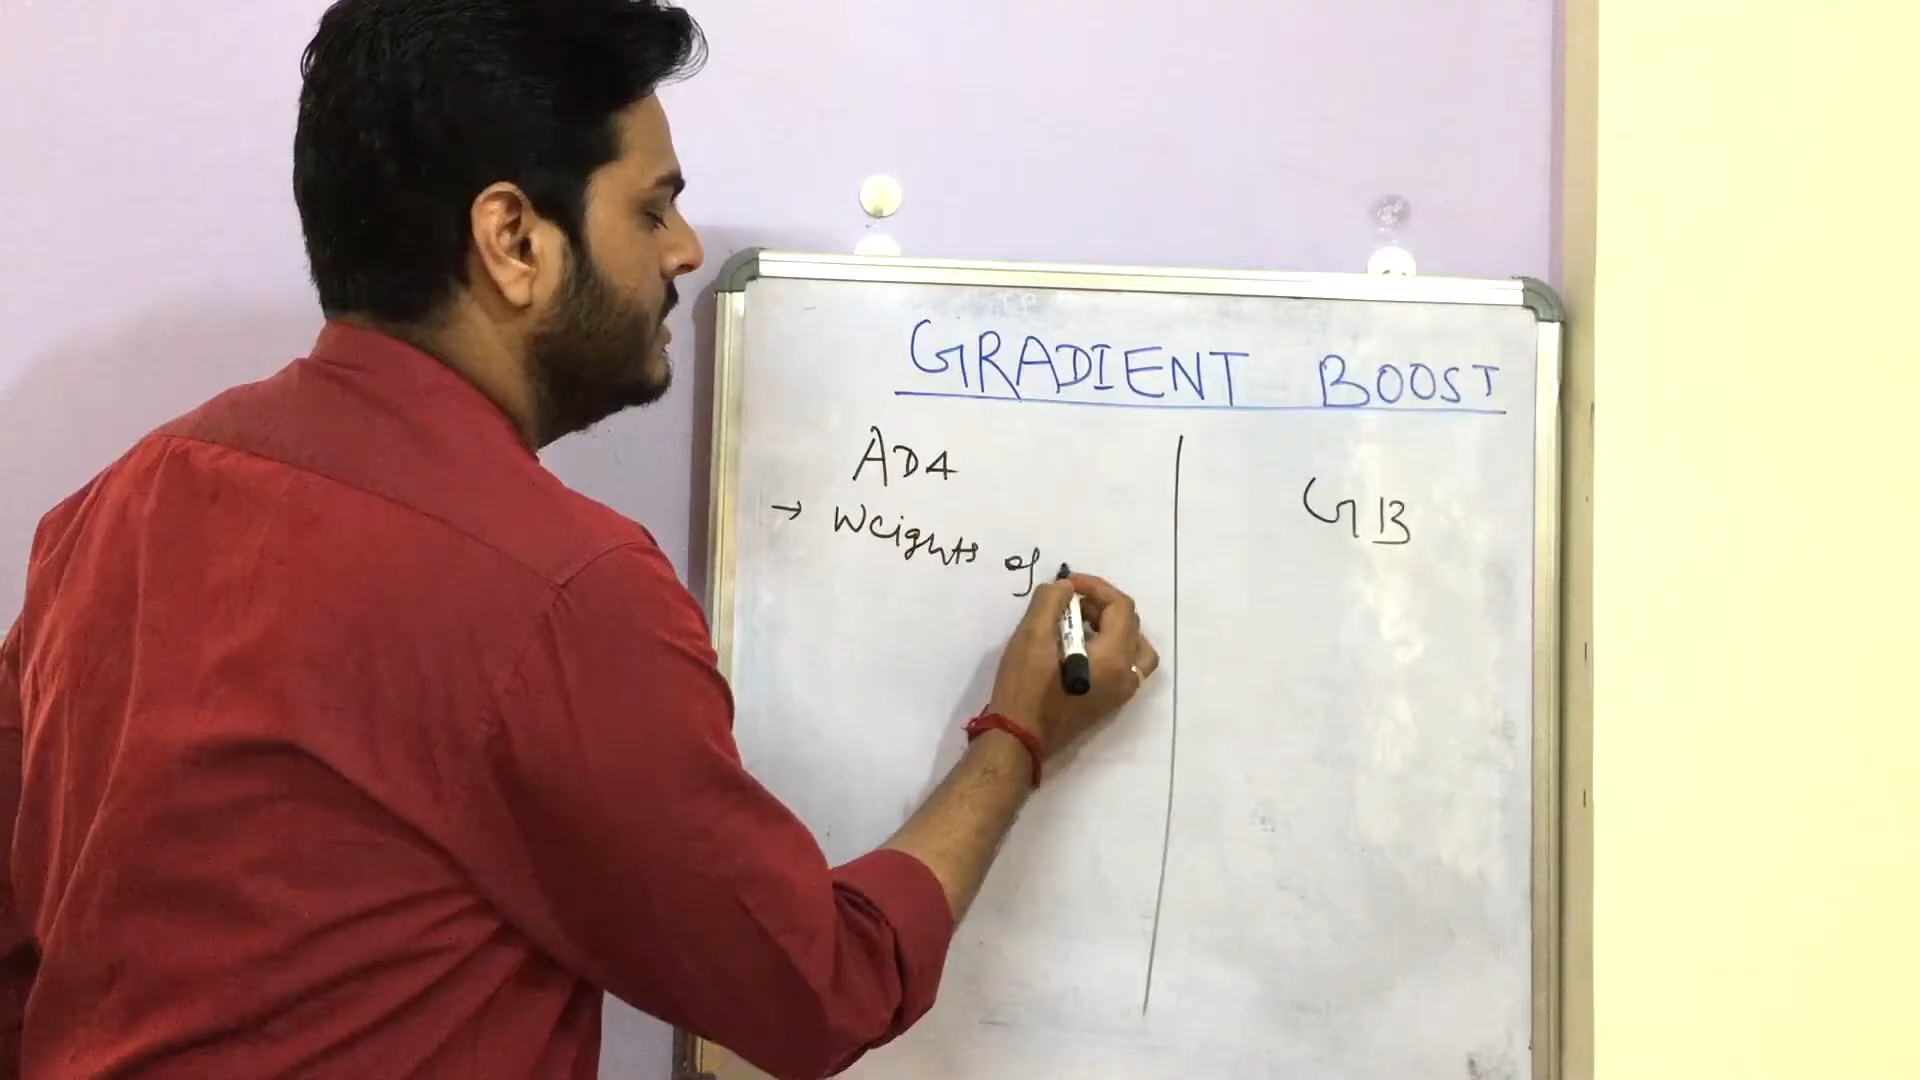 GRADIENT BOOST
ADA
GB
→ Weights of